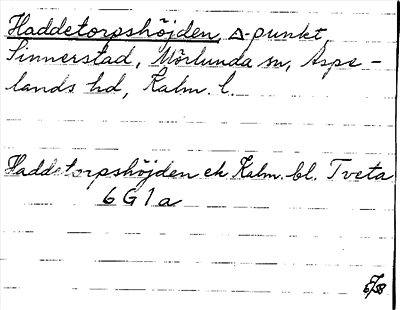 Haddetorpshöjden, △-punkt,
Sinnerstad, Mörlunda sn, Aspe-
lands hd, Kalm. l.
Haddetorpshöjden ek Kalm. bl. Tveta
6 G 1 a